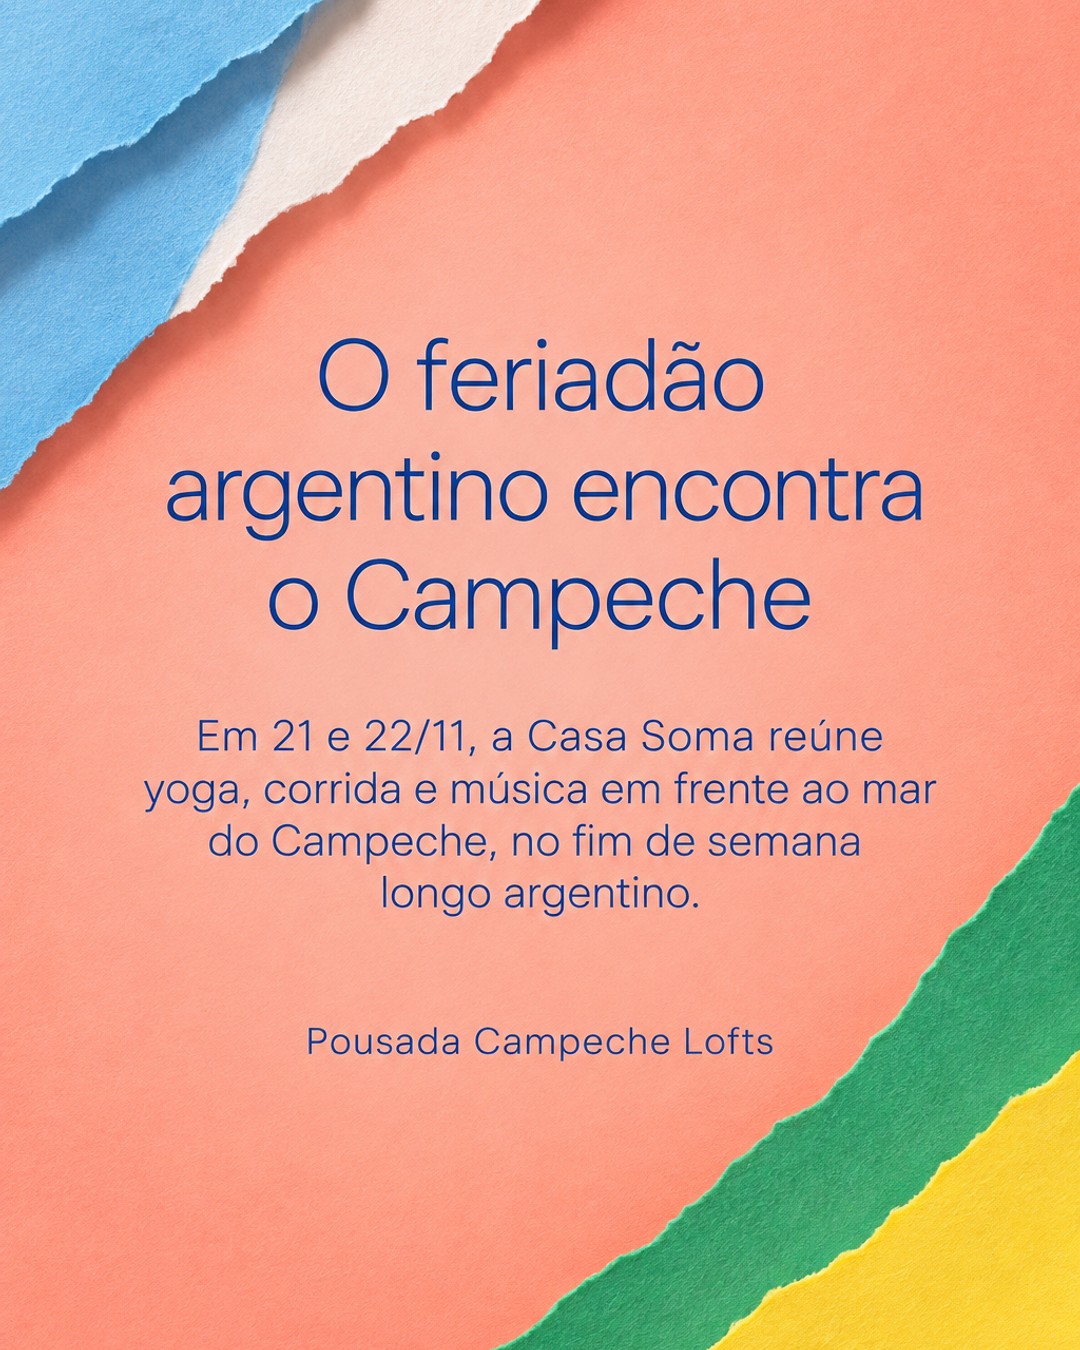 O feriadão
argentino encontra
o Campeche
Em 21 e 22/11, a Casa Soma reúne
yoga, corrida e música em frente ao mar
do Campeche, no fim de semana
longo argentino.
Pousada Campeche Lofts